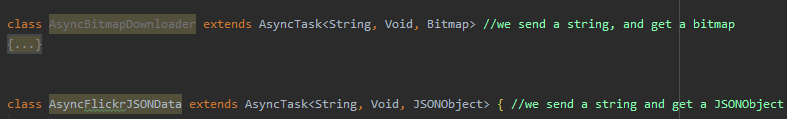 class AsyncBitmapDownloader extends AsyncTask<String, Void, Bitmap> //we send a string, and get a bitmap
{...}
class AsyncFlickrJSONData extends AsyncTask<String, Void, JSONObject> { //we send a string and get a JSONObject